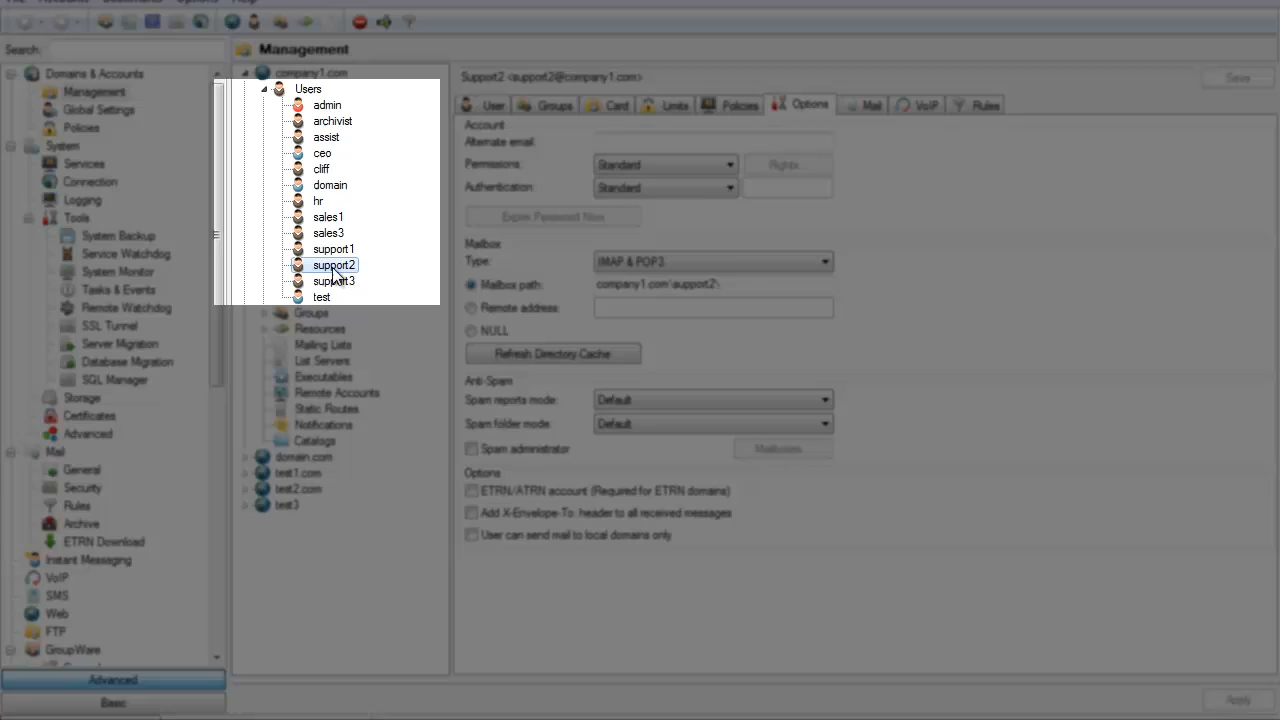 File Accounts Bookmarks Options Help
Search:
Domains & Accounts
Management
Global Settings
Policies
System
Services
Connection
Logging
Tools
System Backup
Service Watchdog
System Monitor
Tasks & Events
Remote Watchdog
SSL Tunnel
Server Migration
Database Migration
SQL Manager
Storage
Certificates
Advanced
Mail
General
Security
Rules
Archive
ETRN Download
Instant Messaging
VoIP
SMS
Web
FTP
GroupWare
Advanced
Basic
Management
company1.com
Users
admin
archivist
assist
ceo
cliff
domain
hr
sales1
sales3
support1
support2
support3
test
Groups
Resources
Mailing Lists
List Servers
Executables
Remote Accounts
Static Routes
Notifications
Catalogs
domain.com
test1.com
test2.com
test3
Support2 <support2@company1.com>
Save
User Groups Card Limits Policies Options Mail VoIP Rules
Account
Alternate email:
Permissions: Standard Rights
Authentication: Standard
Expire Password Now
Mailbox
Type: IMAP & POP3
Mailbox path: company1.com\support2\
Remote address:
NULL
Refresh Directory Cache
Anti-Spam
Spam reports mode: Default
Spam folder mode: Default
Spam administrator Mailboxes
Options
ETRN/ATRN account (Required for ETRN domains)
Add X-Envelope-To: header to all received messages
User can send mail to local domains only
Apply